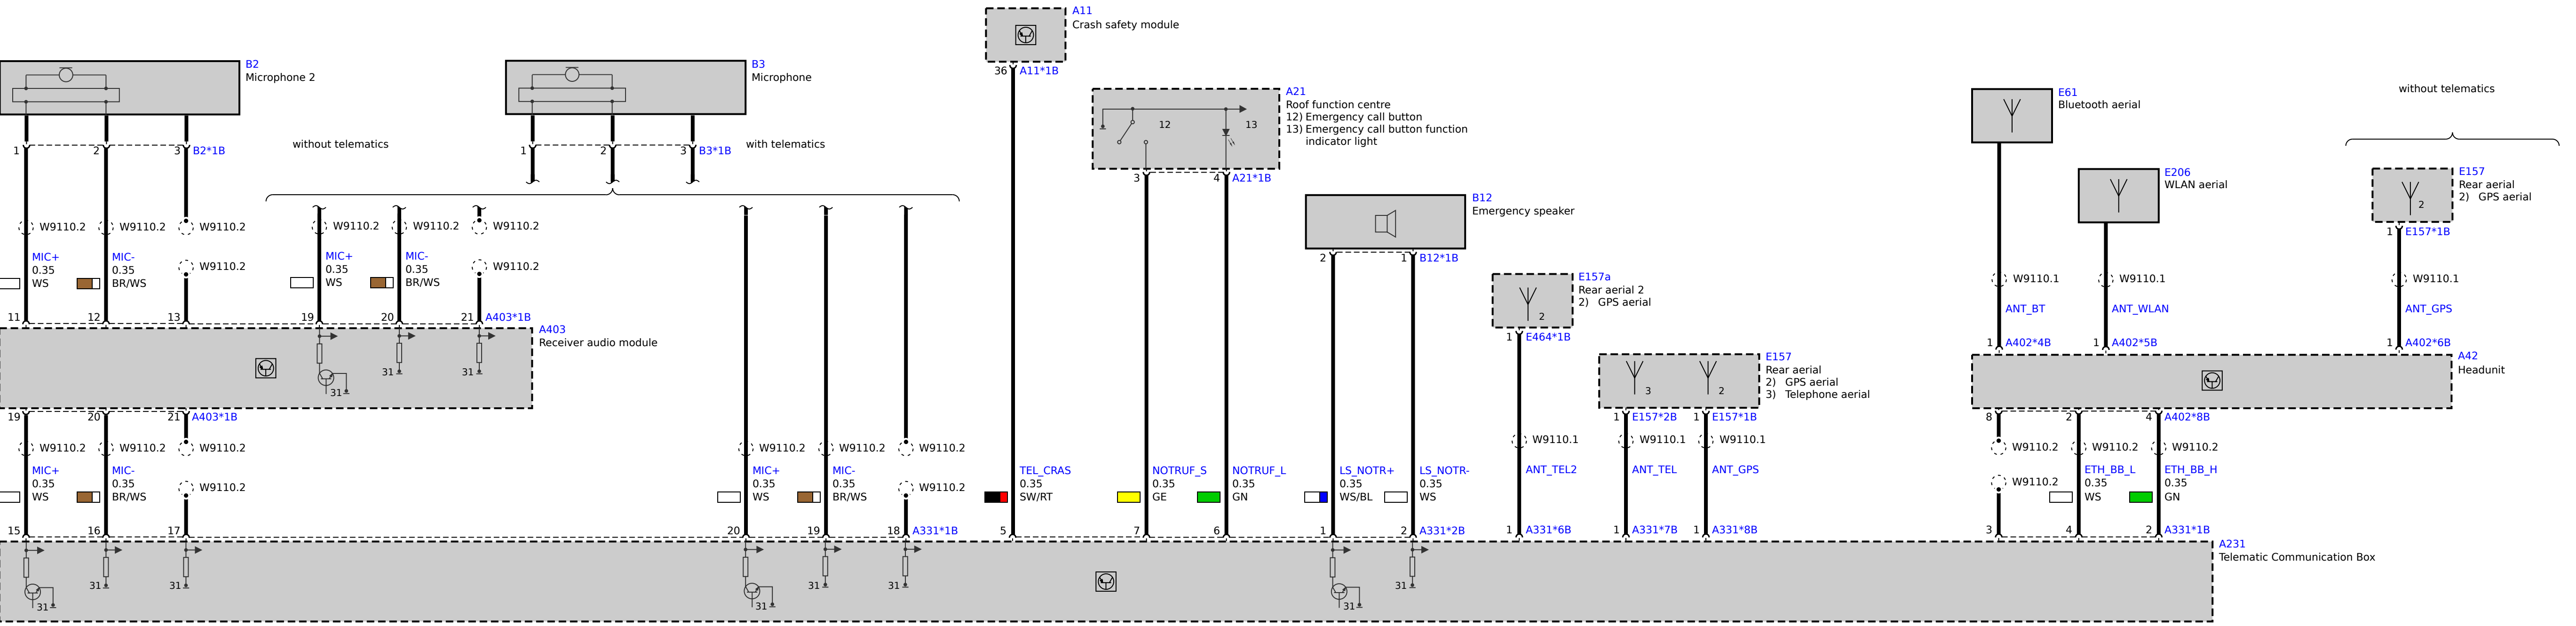 A11
Crash safety module
36 A11*1B
B2
Microphone 2
B3
Microphone
1 2 3 B2*1B
without telematics
1 2 3 B3*1B
with telematics
A21
Roof function centre
12) Emergency call button
13) Emergency call button function
indicator light
12 13
3 4 A21*1B
E61
Bluetooth aerial
without telematics
E206
WLAN aerial
E157
Rear aerial
2) GPS aerial
2
1 E157*1B
B12
Emergency speaker
2 1 B12*1B
W9110.2 W9110.2 W9110.2
W9110.2 W9110.2 W9110.2
MIC+
0.35
WS
MIC-
0.35
BR/WS
W9110.2
MIC+
0.35
WS
MIC-
0.35
BR/WS
W9110.2
11 12 13 19 20 21 A403*1B
A403
Receiver audio module
31 31 31
19 20 21 A403*1B
E157a
Rear aerial 2
2) GPS aerial
2
1 E464*1B
E157
Rear aerial
2) GPS aerial
3) Telephone aerial
3 2
1 E157*2B 1 E157*1B
W9110.1 W9110.1 W9110.1
ANT_BT ANT_WLAN ANT_GPS
1 A402*4B 1 A402*5B 1 A402*6B
A42
Headunit
8 2 4 A402*8B
W9110.2 W9110.2 W9110.2
MIC+
0.35
WS
MIC-
0.35
BR/WS
W9110.2
W9110.2 W9110.2 W9110.2
MIC+
0.35
WS
MIC-
0.35
BR/WS
W9110.2
TEL_CRAS
0.35
SW/RT
NOTRUF_S
0.35
GE
NOTRUF_L
0.35
GN
LS_NOTR+
0.35
WS/BL
LS_NOTR-
0.35
WS
W9110.1 W9110.1 W9110.1
ANT_TEL2 ANT_TEL ANT_GPS
W9110.2 W9110.2 W9110.2
W9110.2
ETH_BB_L
0.35
WS
ETH_BB_H
0.35
GN
15 16 17 20 19 18 A331*1B 5 7 6 1 2 A331*2B 1 A331*6B 1 A331*7B 1 A331*8B 3 4 2 A331*1B
A231
Telematic Communication Box
31 31 31 31 31 31 31 31